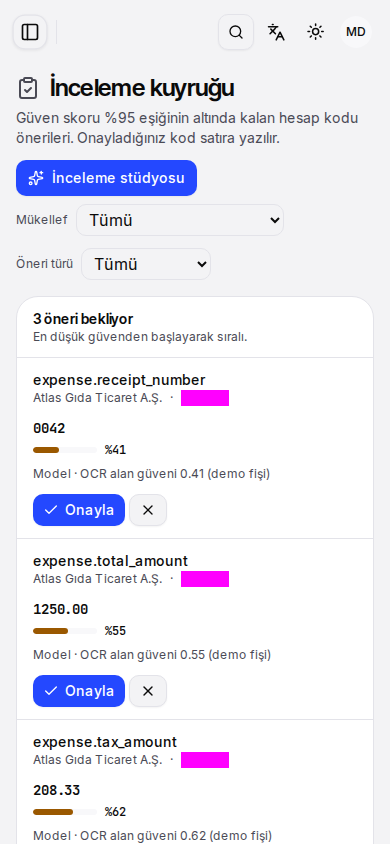 MD
İnceleme kuyruğu
Güven skoru %95 eşiğinin altında kalan hesap kodu
önerileri. Onayladığınız kod satıra yazılır.
İnceleme stüdyosu
Mükellef Tümü
Öneri türü Tümü
3 öneri bekliyor
En düşük güvenden başlayarak sıralı.
expense.receipt_number
Atlas Gıda Ticaret A.Ş. ·
0042
%41
Model · OCR alan güveni 0.41 (demo fişi)
Onayla
expense.total_amount
Atlas Gıda Ticaret A.Ş. ·
1250.00
%55
Model · OCR alan güveni 0.55 (demo fişi)
Onayla
expense.tax_amount
Atlas Gıda Ticaret A.Ş. ·
208.33
%62
Model · OCR alan güveni 0.62 (demo fişi)